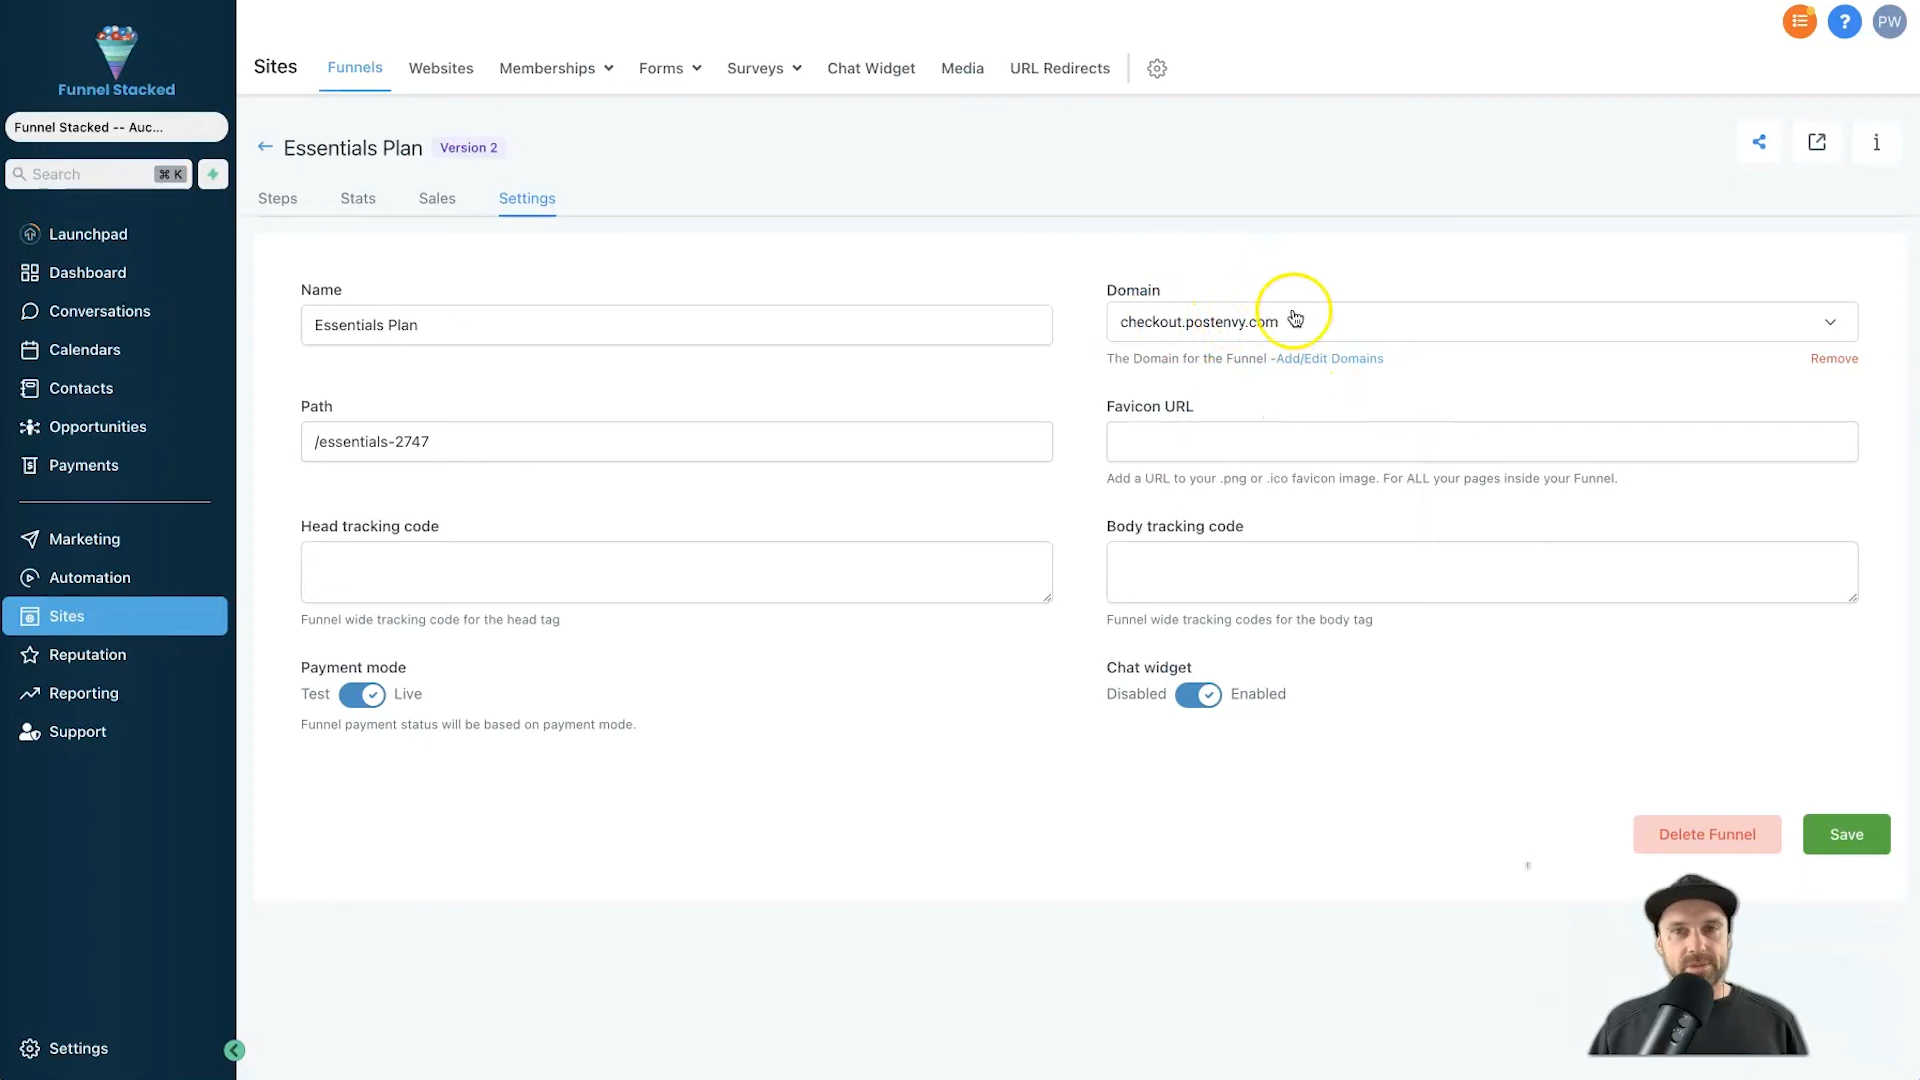 Funnel Stacked
Funnel Stacked -- Auc...
Search ⌘ K
Launchpad
Dashboard
Conversations
Calendars
Contacts
Opportunities
Payments
Marketing
Automation
Sites
Reputation
Reporting
Support
Settings
Sites Funnels Websites Memberships Forms Surveys Chat Widget Media URL Redirects
? PW
Essentials Plan Version 2
Steps Stats Sales Settings
Name
Essentials Plan
Domain
checkout.postenvy.com
The Domain for the Funnel -Add/Edit Domains Remove
Path
/essentials-2747
Favicon URL
Add a URL to your .png or .ico favicon image. For ALL your pages inside your Funnel.
Head tracking code
Funnel wide tracking code for the head tag
Body tracking code
Funnel wide tracking codes for the body tag
Payment mode
Test Live
Funnel payment status will be based on payment mode.
Chat widget
Disabled Enabled
Delete Funnel Save